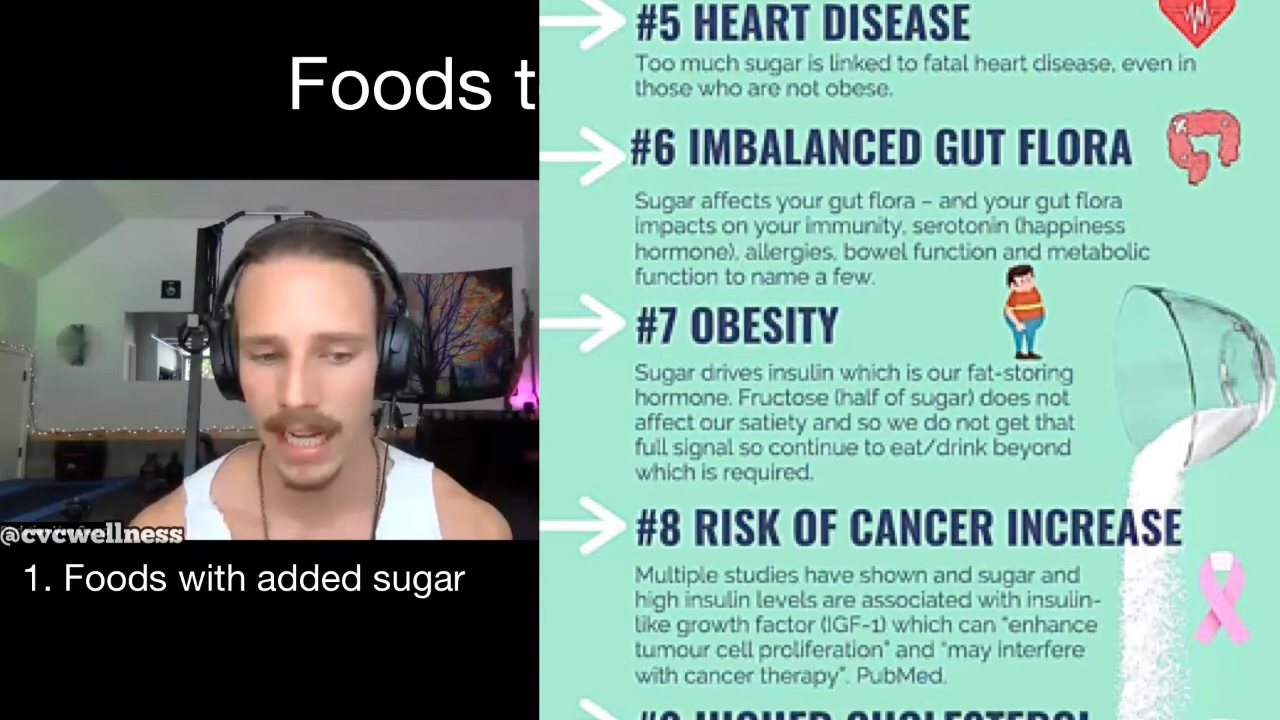 Foods t
@cvcwellness
1. Foods with added sugar
#5 HEART DISEASE
Too much sugar is linked to fatal heart disease, even in
those who are not obese.
#6 IMBALANCED GUT FLORA
Sugar affects your gut flora – and your gut flora
impacts on your immunity, serotonin (happiness
hormone), allergies, bowel function and metabolic
function to name a few.
#7 OBESITY
Sugar drives insulin which is our fat-storing
hormone. Fructose (half of sugar) does not
affect our satiety and so we do not get that
full signal so continue to eat/drink beyond
which is required.
#8 RISK OF CANCER INCREASE
Multiple studies have shown and sugar and
high insulin levels are associated with insulin-
like growth factor (IGF-1) which can "enhance
tumour cell proliferation" and "may interfere
with cancer therapy". PubMed.
#9 HIGHER CHOLESTEROL